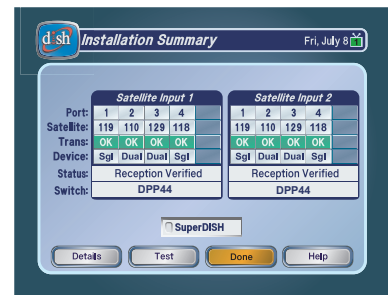 dish Installation Summary Fri, July 8
Satellite Input 1 Satellite Input 2
Port: 1 2 3 4 1 2 3 4
Satellite: 119 110 129 118 119 110 129 118
Trans: OK OK OK OK OK OK OK OK
Device: Sgl Dual Dual Sgl Sgl Dual Dual Sgl
Status: Reception Verified Reception Verified
Switch: DPP44 DPP44
SuperDISH
Details Test Done Help